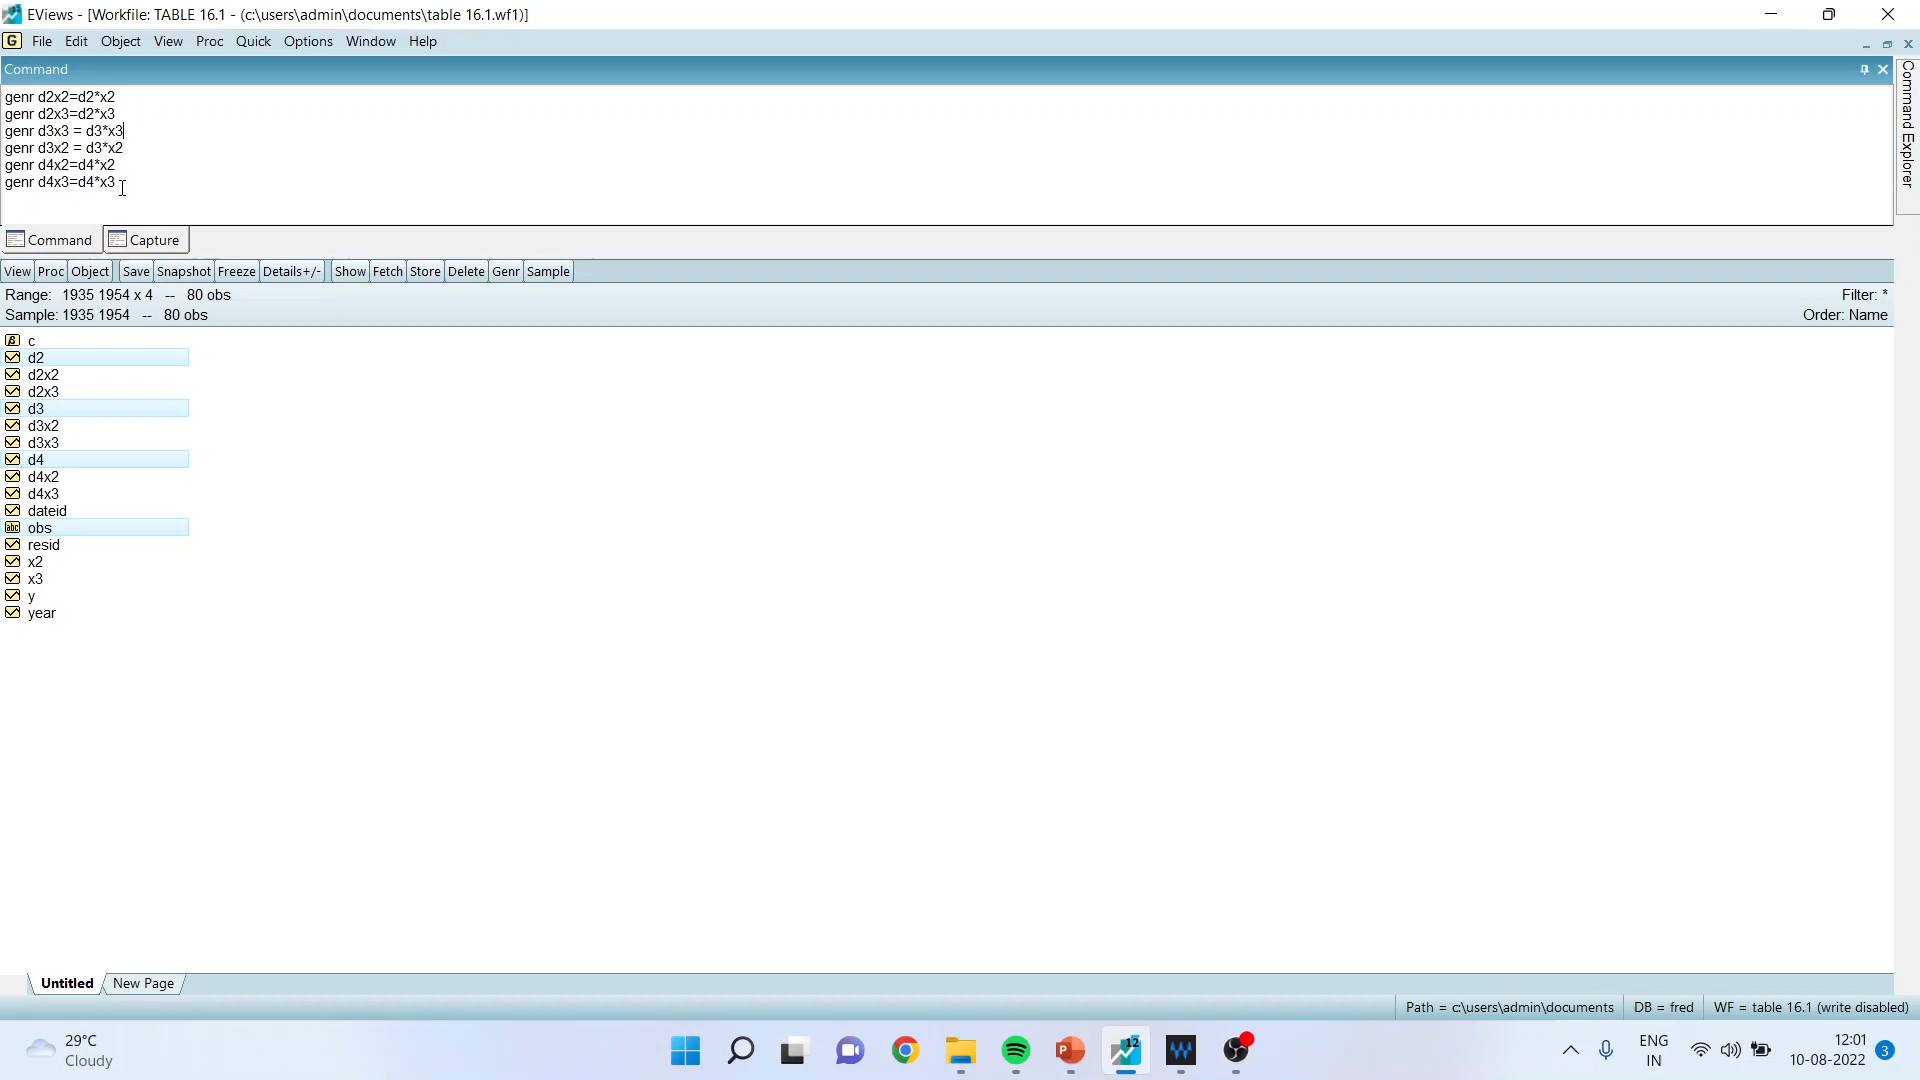 EViews - [Workfile: TABLE 16.1 - (c:\users\admin\documents\table 16.1.wf1)]
G File Edit Object View Proc Quick Options Window Help
Command
genr d2x2=d2*x2
genr d2x3=d2*x3
genr d3x3 = d3*x3
genr d3x2 = d3*x2
genr d4x2=d4*x2
genr d4x3=d4*x3
Command Explorer
Command Capture
View Proc Object Save Snapshot Freeze Details+/- Show Fetch Store Delete Genr Sample
Range: 1935 1954 x 4 -- 80 obs Filter: *
Sample: 1935 1954 -- 80 obs Order: Name
β c
d2
d2x2
d2x3
d3
d3x2
d3x3
d4
d4x2
d4x3
dateid
abc obs
resid
x2
x3
y
year
Untitled New Page
Path = c:\users\admin\documents DB = fred WF = table 16.1 (write disabled)
29°C
Cloudy
12
ENG
IN
12:01
10-08-2022
3